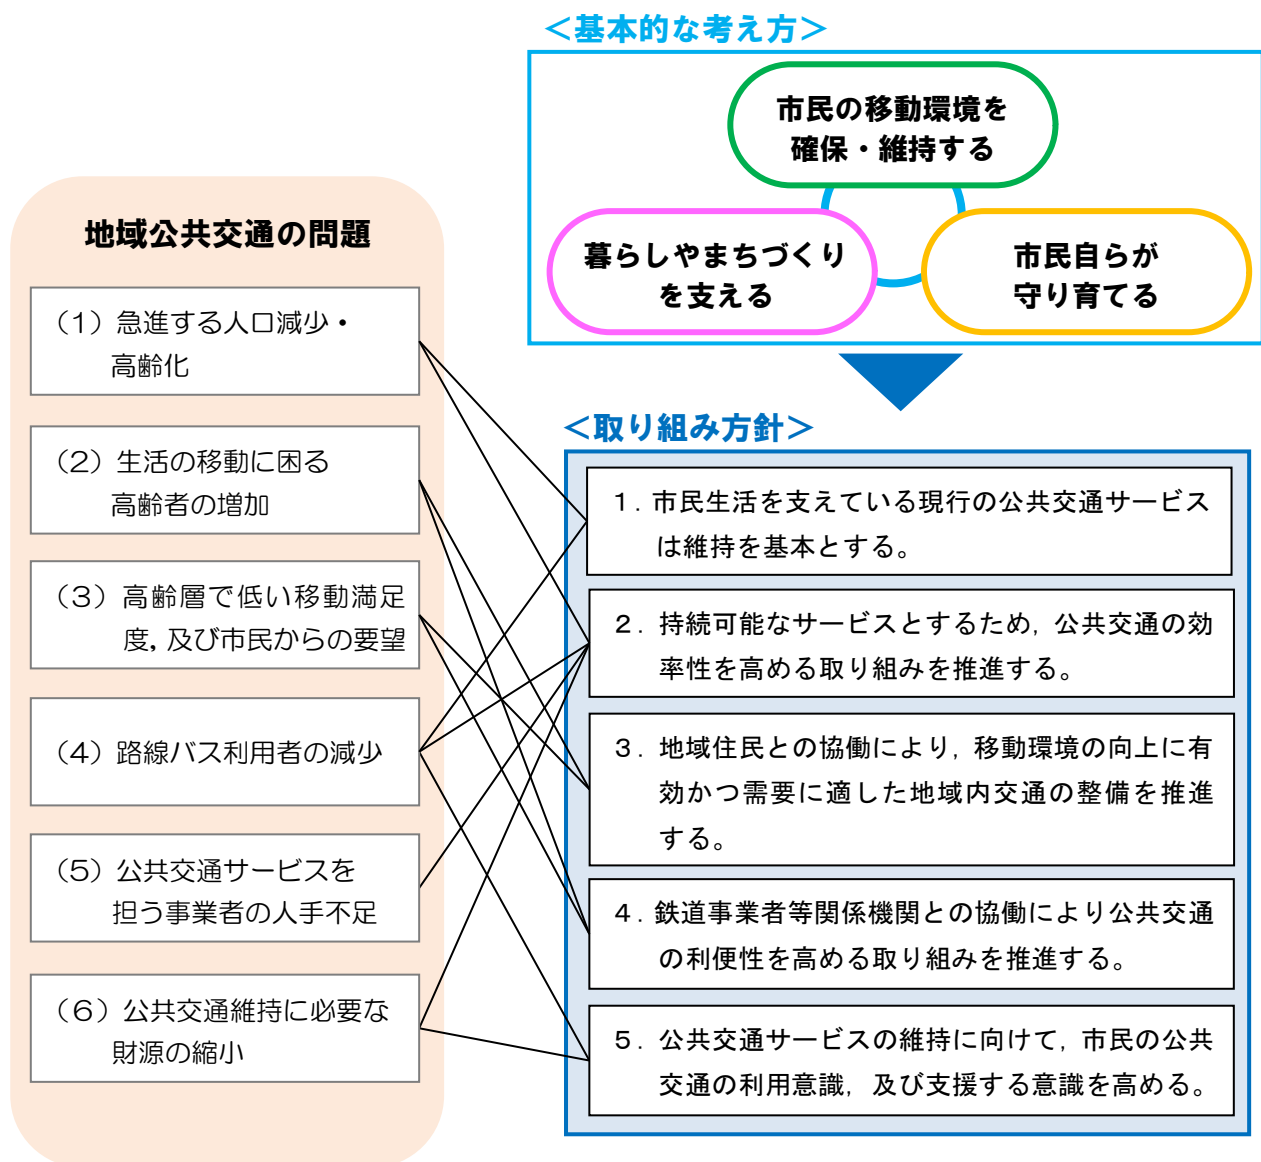 ＜基本的な考え方＞
市民の移動環境を
確保・維持する
暮らしやまちづくり
を支える
市民自らが
守り育てる
地域公共交通の問題
（1）急進する人口減少・
高齢化
（2）生活の移動に困る
高齢者の増加
（3）高齢層で低い移動満足
度，及び市民からの要望
（4）路線バス利用者の減少
（5）公共交通サービスを
担う事業者の人手不足
（6）公共交通維持に必要な
財源の縮小
＜取り組み方針＞
１．市民生活を支えている現行の公共交通サービス
は維持を基本とする。
２．持続可能なサービスとするため，公共交通の効
率性を高める取り組みを推進する。
３．地域住民との協働により，移動環境の向上に有
効かつ需要に適した地域内交通の整備を推進
する。
４．鉄道事業者等関係機関との協働により公共交通
の利便性を高める取り組みを推進する。
５．公共交通サービスの維持に向けて，市民の公共
交通の利用意識，及び支援する意識を高める。